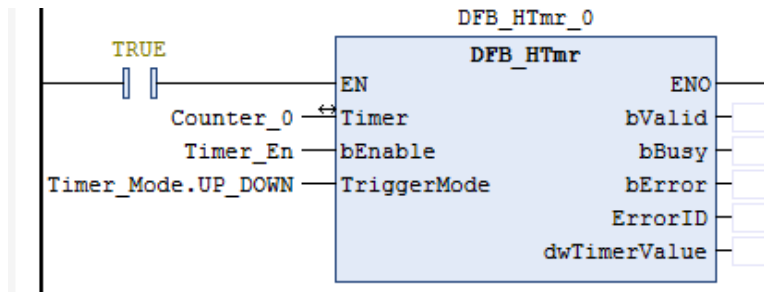 DFB_HTmr_0
TRUE
DFB_HTmr
EN ENO
Counter_0 Timer bValid
Timer_En bEnable bBusy
Timer_Mode.UP_DOWN TriggerMode bError
ErrorID
dwTimerValue